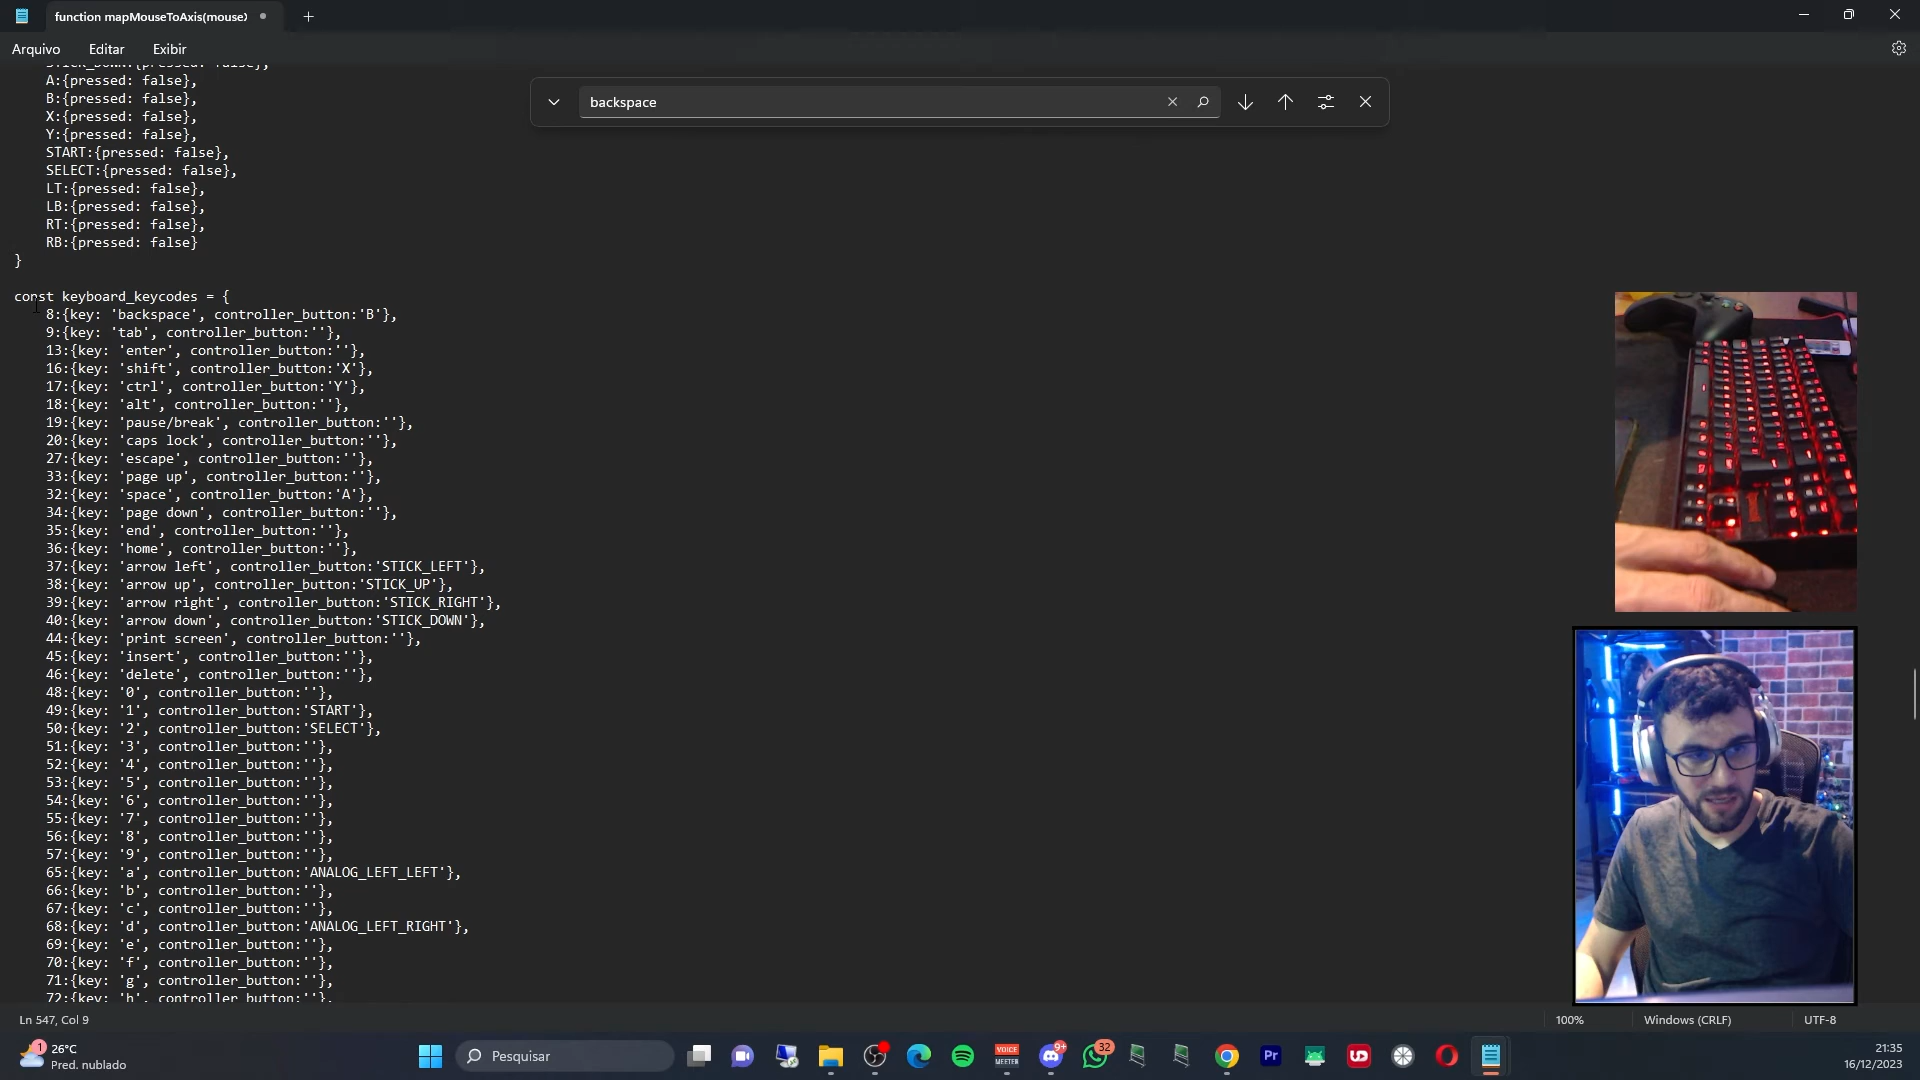 function mapMouseToAxis(mouse)
Arquivo
Editar
Exibir
A:{pressed: false},
B:{pressed: false},
X:{pressed: false},
Y:{pressed: false},
START:{pressed: false},
SELECT:{pressed: false},
LT:{pressed: false},
LB:{pressed: false},
RT:{pressed: false},
RB:{pressed: false}
}
backspace
const keyboard_keycodes = {
8:{key: 'backspace', controller_button:'B'},
9:{key: 'tab', controller_button:''},
13:{key: 'enter', controller_button:''},
16:{key: 'shift', controller_button:'X'},
17:{key: 'ctrl', controller_button:'Y'},
18:{key: 'alt', controller_button:''},
19:{key: 'pause/break', controller_button:''},
20:{key: 'caps lock', controller_button:''},
27:{key: 'escape', controller_button:''},
33:{key: 'page up', controller_button:''},
32:{key: 'space', controller_button:'A'},
34:{key: 'page down', controller_button:''},
35:{key: 'end', controller_button:''},
36:{key: 'home', controller_button:''},
37:{key: 'arrow left', controller_button:'STICK_LEFT'},
38:{key: 'arrow up', controller_button:'STICK_UP'},
39:{key: 'arrow right', controller_button:'STICK_RIGHT'},
40:{key: 'arrow down', controller_button:'STICK_DOWN'},
44:{key: 'print screen', controller_button:''},
45:{key: 'insert', controller_button:''},
46:{key: 'delete', controller_button:''},
48:{key: '0', controller_button:''},
49:{key: '1', controller_button:'START'},
50:{key: '2', controller_button:'SELECT'},
51:{key: '3', controller_button:''},
52:{key: '4', controller_button:''},
53:{key: '5', controller_button:''},
54:{key: '6', controller_button:''},
55:{key: '7', controller_button:''},
56:{key: '8', controller_button:''},
57:{key: '9', controller_button:''},
65:{key: 'a', controller_button:'ANALOG_LEFT_LEFT'},
66:{key: 'b', controller_button:''},
67:{key: 'c', controller_button:''},
68:{key: 'd', controller_button:'ANALOG_LEFT_RIGHT'},
69:{key: 'e', controller_button:''},
70:{key: 'f', controller_button:''},
71:{key: 'g', controller_button:''},
72:{key: 'h', controller_button:''},
Ln 547, Col 9
100%
Windows (CRLF)
UTF-8
1
26°C
Pred. nublado
Pesquisar
VOICE
MEETER
9+
32
Pr
UD
21:35
16/12/2023